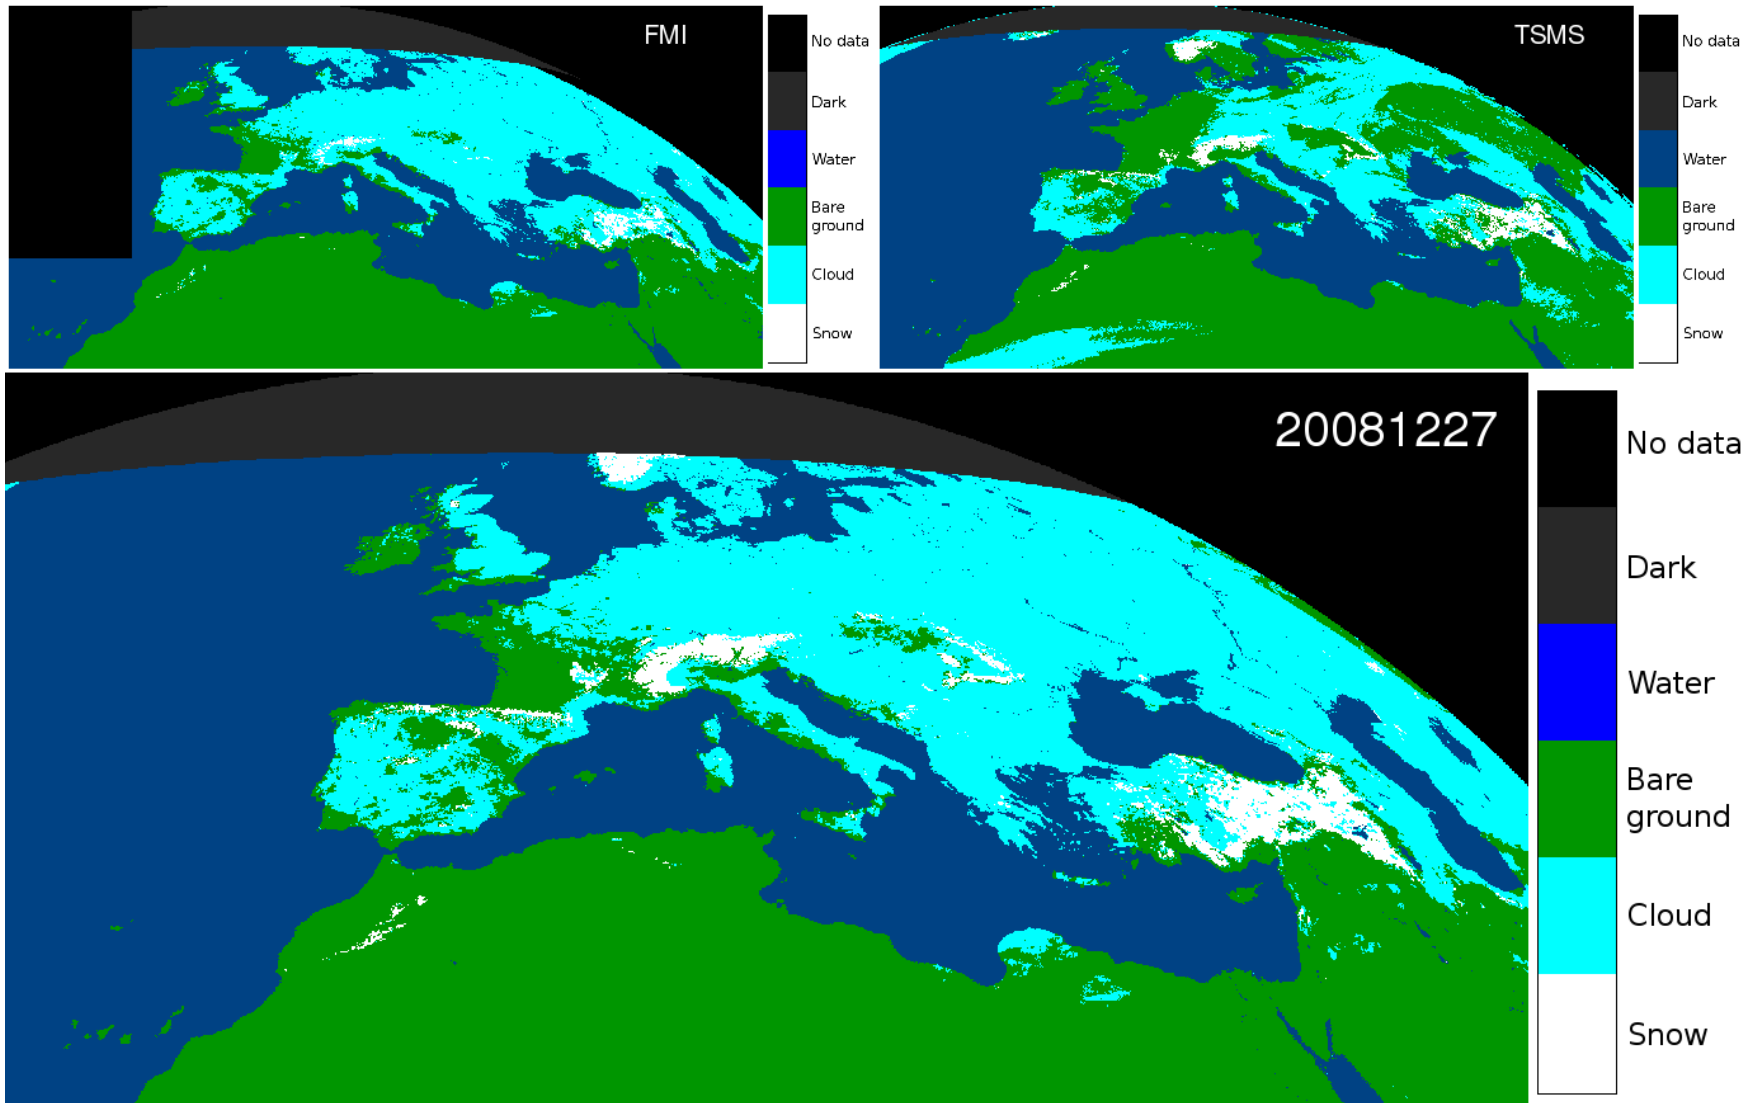 FMI
No data
Dark
Water
Bare
ground
Cloud
Snow
TSMS
No data
Dark
Water
Bare
ground
Cloud
Snow
20081227
No data
Dark
Water
Bare
ground
Cloud
Snow